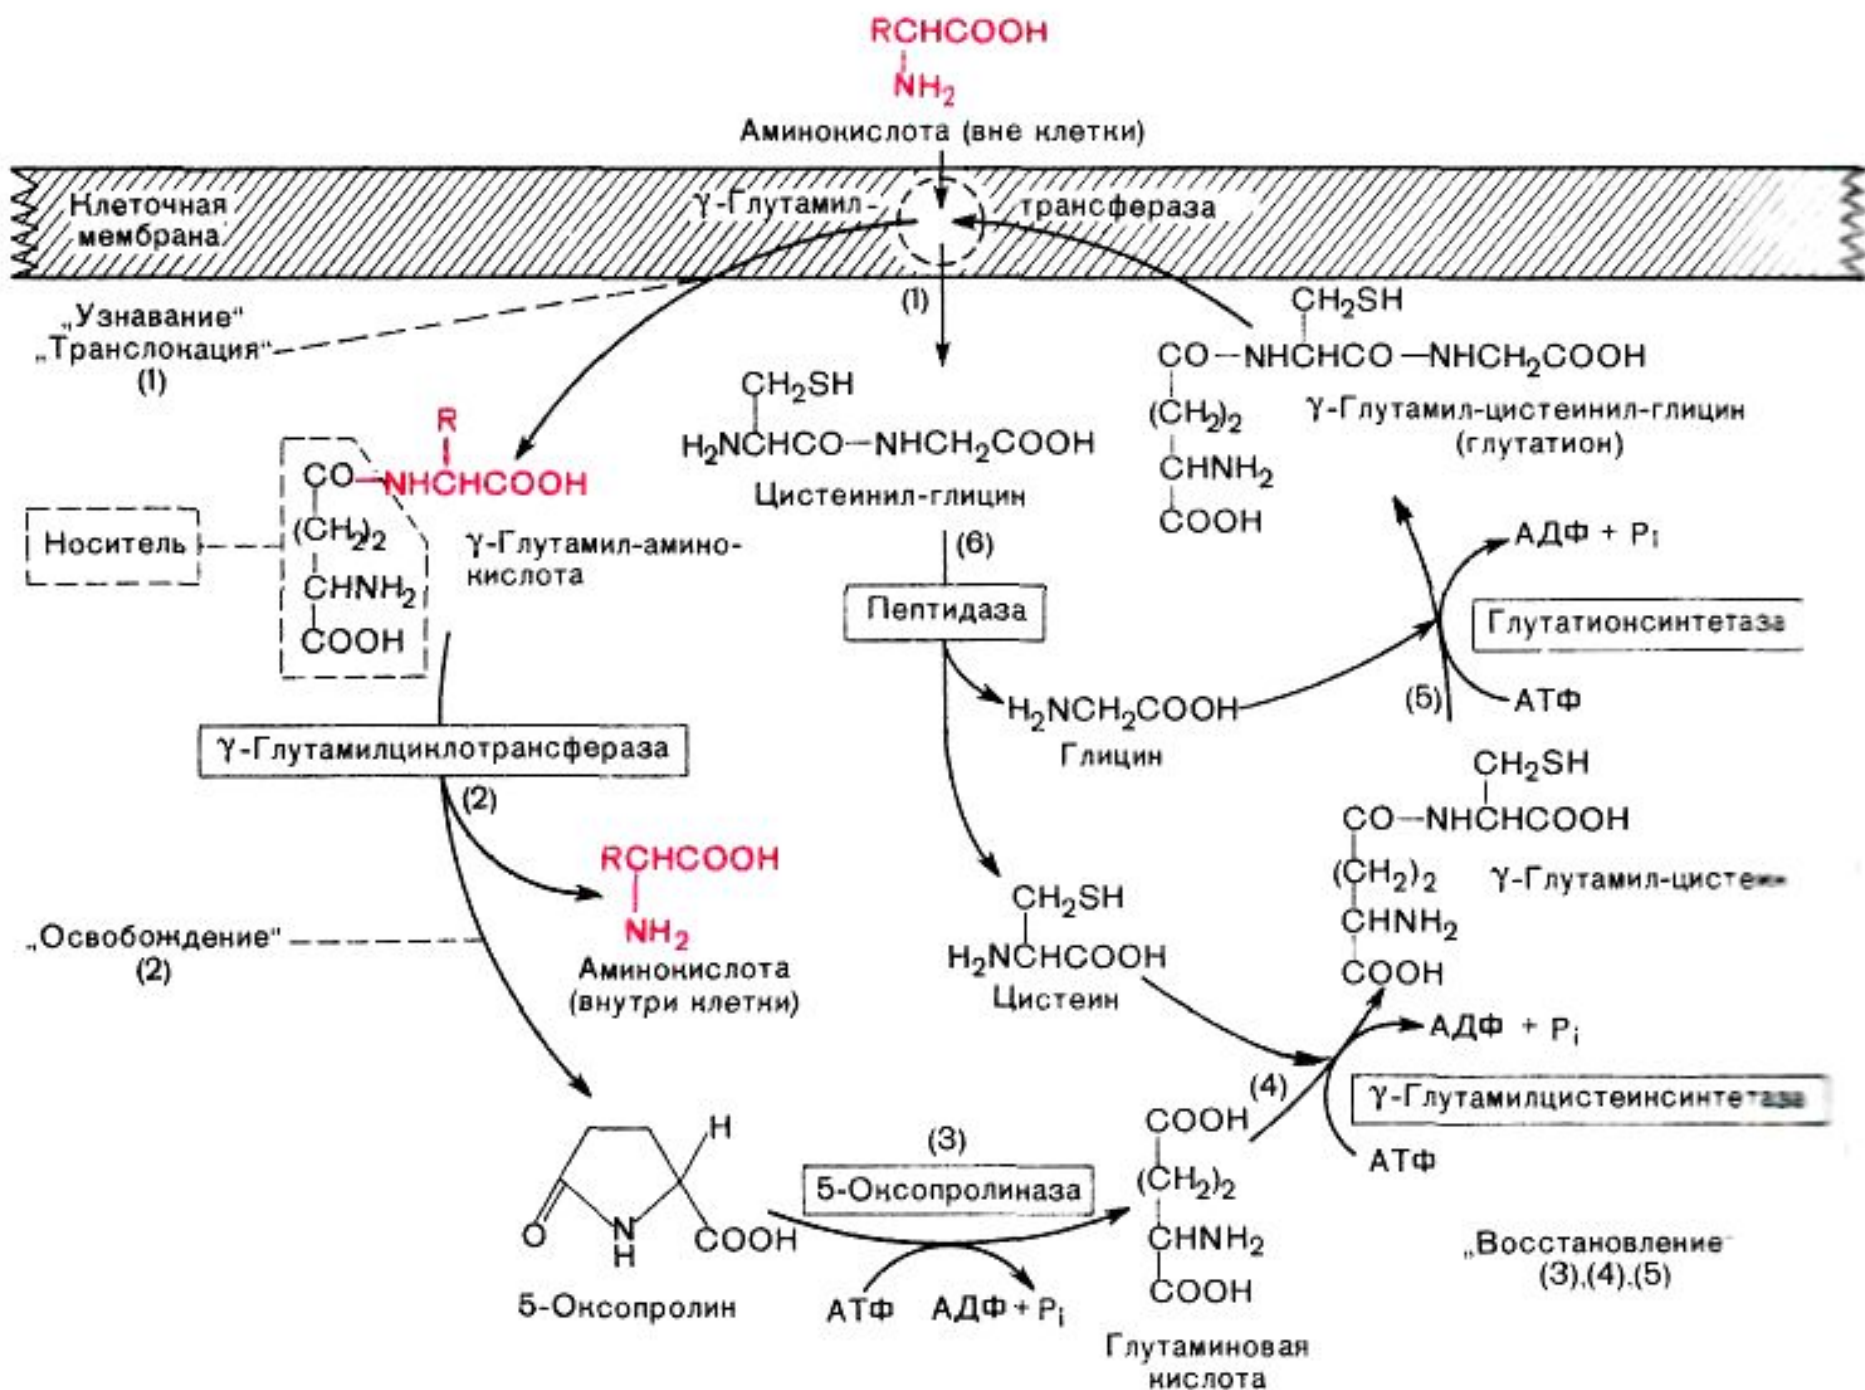 RCHCOOH
NH₂
Аминокислота (вне клетки)
Клеточная
мембрана
γ-Глутамил-
трансфераза
„Узнавание“
„Транслокация“
(1)
(1)
CH₂SH
CO—NHCHCO—NHCH₂COOH
(CH₂)₂
CHNH₂
COOH
γ-Глутамил-цистеинил-глицин
(глутатион)
CH₂SH
H₂NCHCO—NHCH₂COOH
Цистеинил-глицин
(6)
R
CO—NHCHCOOH
(CH₂)₂
CHNH₂
COOH
Носитель
γ-Глутамил-амино-
кислота
АДФ + Pᵢ
Пептидаза
Глутатионсинтетаза
(5)
АТФ
H₂NCH₂COOH
Глицин
γ-Глутамилциклотрансфераза
(2)
CH₂SH
CO—NHCHCOOH
(CH₂)₂
CHNH₂
COOH
γ-Глутамил-цистеин
RCHCOOH
NH₂
Аминокислота
(внутри клетки)
„Освобождение“
(2)
CH₂SH
H₂NCHCOOH
Цистеин
АДФ + Pᵢ
(4)
γ-Глутамилцистеинсинтетаза
АТФ
H
O
N
H
COOH
5-Оксопролин
(3)
5-Оксопролиназа
АТФ
АДФ + Pᵢ
COOH
(CH₂)₂
CHNH₂
COOH
Глутаминовая
кислота
„Восстановление“
(3),(4).(5)